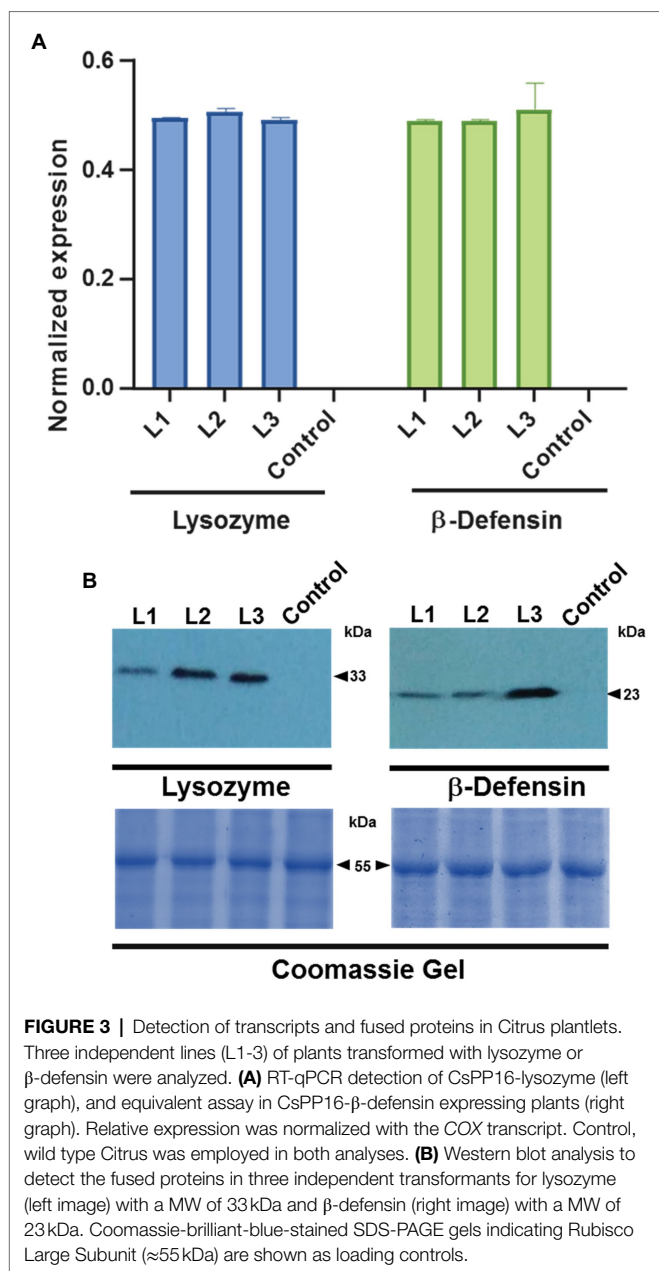 A
0.6
0.4
0.2
0.0
Normalized expression
L1 L2 L3 Control L1 L2 L3 Control
Lysozyme β-Defensin
B
L1 L2 L3 Control L1 L2 L3 Control
kDa kDa
33 23
Lysozyme β-Defensin
kDa
55
Coomassie Gel
FIGURE 3 | Detection of transcripts and fused proteins in Citrus plantlets.
Three independent lines (L1-3) of plants transformed with lysozyme or
β-defensin were analyzed. (A) RT-qPCR detection of CsPP16-lysozyme (left
graph), and equivalent assay in CsPP16-β-defensin expressing plants (right
graph). Relative expression was normalized with the COX transcript. Control,
wild type Citrus was employed in both analyses. (B) Western blot analysis to
detect the fused proteins in three independent transformants for lysozyme
(left image) with a MW of 33 kDa and β-defensin (right image) with a MW of
23 kDa. Coomassie-brilliant-blue-stained SDS-PAGE gels indicating Rubisco
Large Subunit (≈55 kDa) are shown as loading controls.